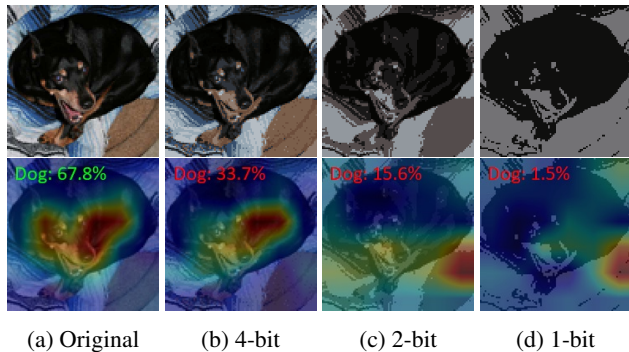 Dog: 67.8% Dog: 33.7% Dog: 15.6% Dog: 1.5%
(a) Original (b) 4-bit (c) 2-bit (d) 1-bit